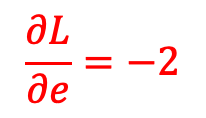 ∂L/∂e = −2